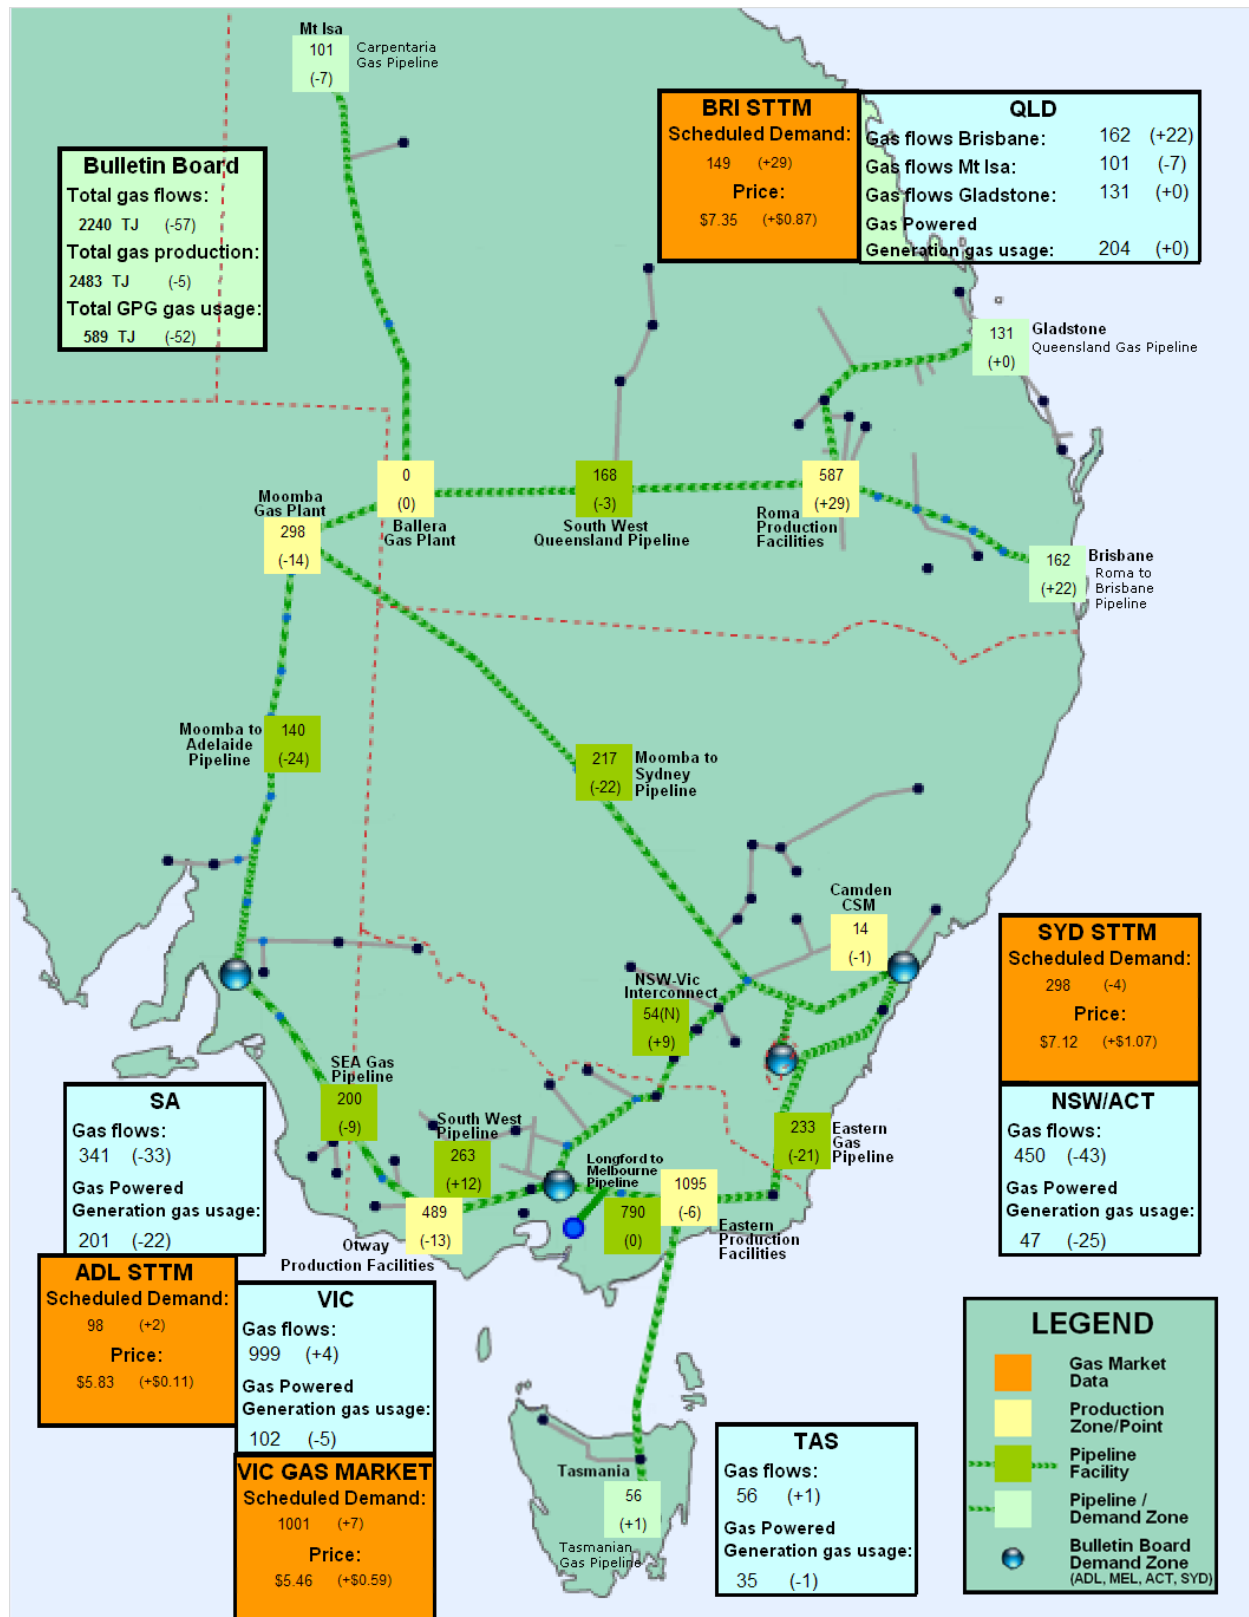 Mt Isa
101
(-7)
Carpentaria
Gas Pipeline
Bulletin Board
Total gas flows:
2240 TJ (-57)
Total gas production:
2483 TJ (-5)
Total GPG gas usage:
589 TJ (-52)
BRI STTM
Scheduled Demand:
149 (+29)
Price:
$7.35 (+$0.87)
QLD
Gas flows Brisbane: 162 (+22)
Gas flows Mt Isa: 101 (-7)
Gas flows Gladstone: 131 (+0)
Gas Powered
Generation gas usage: 204 (+0)
131
(+0)
Gladstone
Queensland Gas Pipeline
Moomba
Gas Plant
298
(-14)
0
(0)
Ballera
Gas Plant
168
(-3)
South West
Queensland Pipeline
587
(+29)
Roma
Production
Facilities
162
(+22)
Brisbane
Roma to
Brisbane
Pipeline
Moomba to
Adelaide
Pipeline
140
(-24)
217
(-22)
Moomba to
Sydney
Pipeline
Camden
CSM
14
(-1)
NSW-Vic
Interconnect
54(N)
(+9)
SYD STTM
Scheduled Demand:
298 (-4)
Price:
$7.12 (+$1.07)
NSW/ACT
Gas flows:
450 (-43)
Gas Powered
Generation gas usage:
47 (-25)
SEA Gas
Pipeline
200
(-9)
South West
Pipeline
263
(+12)
Longford to
Melbourne
Pipeline
790
(0)
1095
(-6)
Eastern
Production
Facilities
233
(-21)
Eastern
Gas
Pipeline
489
(-13)
Otway
Production Facilities
SA
Gas flows:
341 (-33)
Gas Powered
Generation gas usage:
201 (-22)
ADL STTM
Scheduled Demand:
98 (+2)
Price:
$5.83 (+$0.11)
VIC
Gas flows:
999 (+4)
Gas Powered
Generation gas usage:
102 (-5)
VIC GAS MARKET
Scheduled Demand:
1001 (+7)
Price:
$5.46 (+$0.59)
Tasmania
56
(+1)
Tasmanian
Gas Pipeline
TAS
Gas flows:
56 (+1)
Gas Powered
Generation gas usage:
35 (-1)
LEGEND
Gas Market
Data
Production
Zone/Point
Pipeline
Facility
Pipeline /
Demand Zone
Bulletin Board
Demand Zone
(ADL, MEL, ACT, SYD)